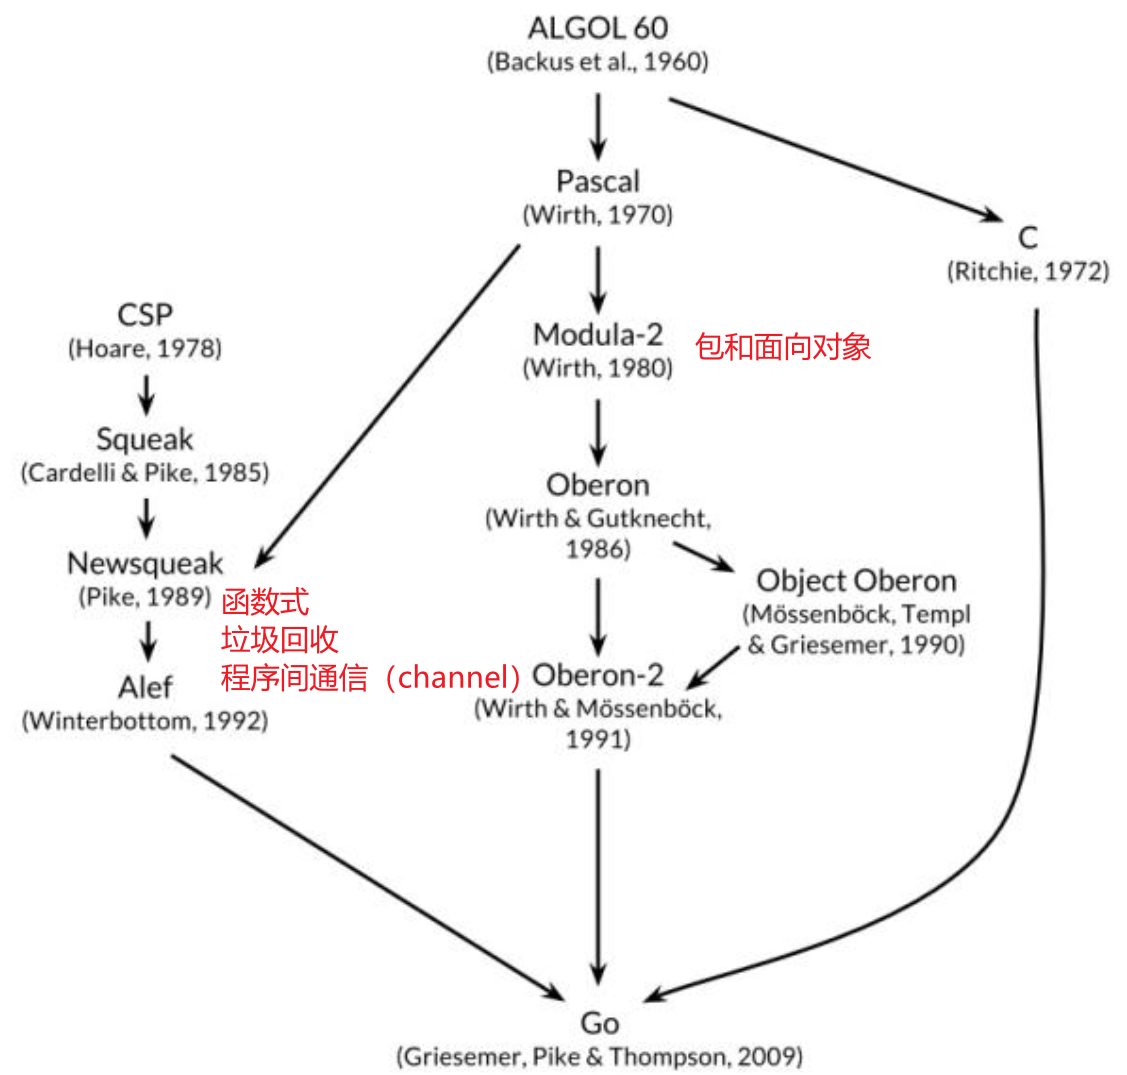 ALGOL 60
(Backus et al., 1960)
Pascal
(Wirth, 1970)
C
(Ritchie, 1972)
CSP
(Hoare, 1978)
Modula-2
(Wirth, 1980)
包和面向对象
Squeak
(Cardelli & Pike, 1985)
Oberon
(Wirth & Gutknecht,
1986)
Newsqueak
(Pike, 1989)
函数式
垃圾回收
程序间通信（channel）
Object Oberon
(Mössenböck, Templ
& Griesemer, 1990)
Alef
(Winterbottom, 1992)
Oberon-2
(Wirth & Mössenböck,
1991)
Go
(Griesemer, Pike & Thompson, 2009)